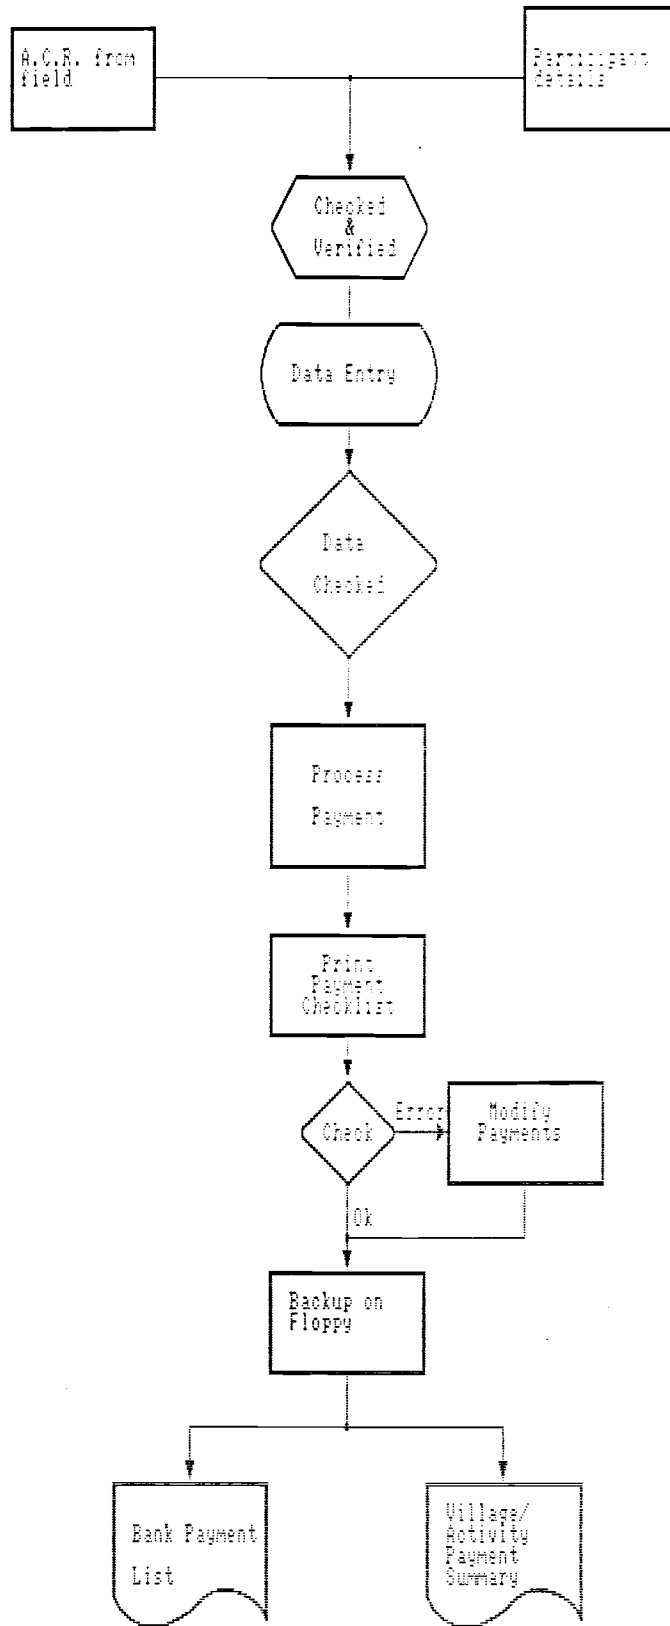 A.C.R. from
field
Participant
details
Checked
&
Verified
Data Entry
Data
Checked
Process
Payment
Print
Payment
Checklist
Check
Error
Modify
Payments
Ok
Backup on
Floppy
Bank Payment
List
Village/
Activity
Payment
Summary